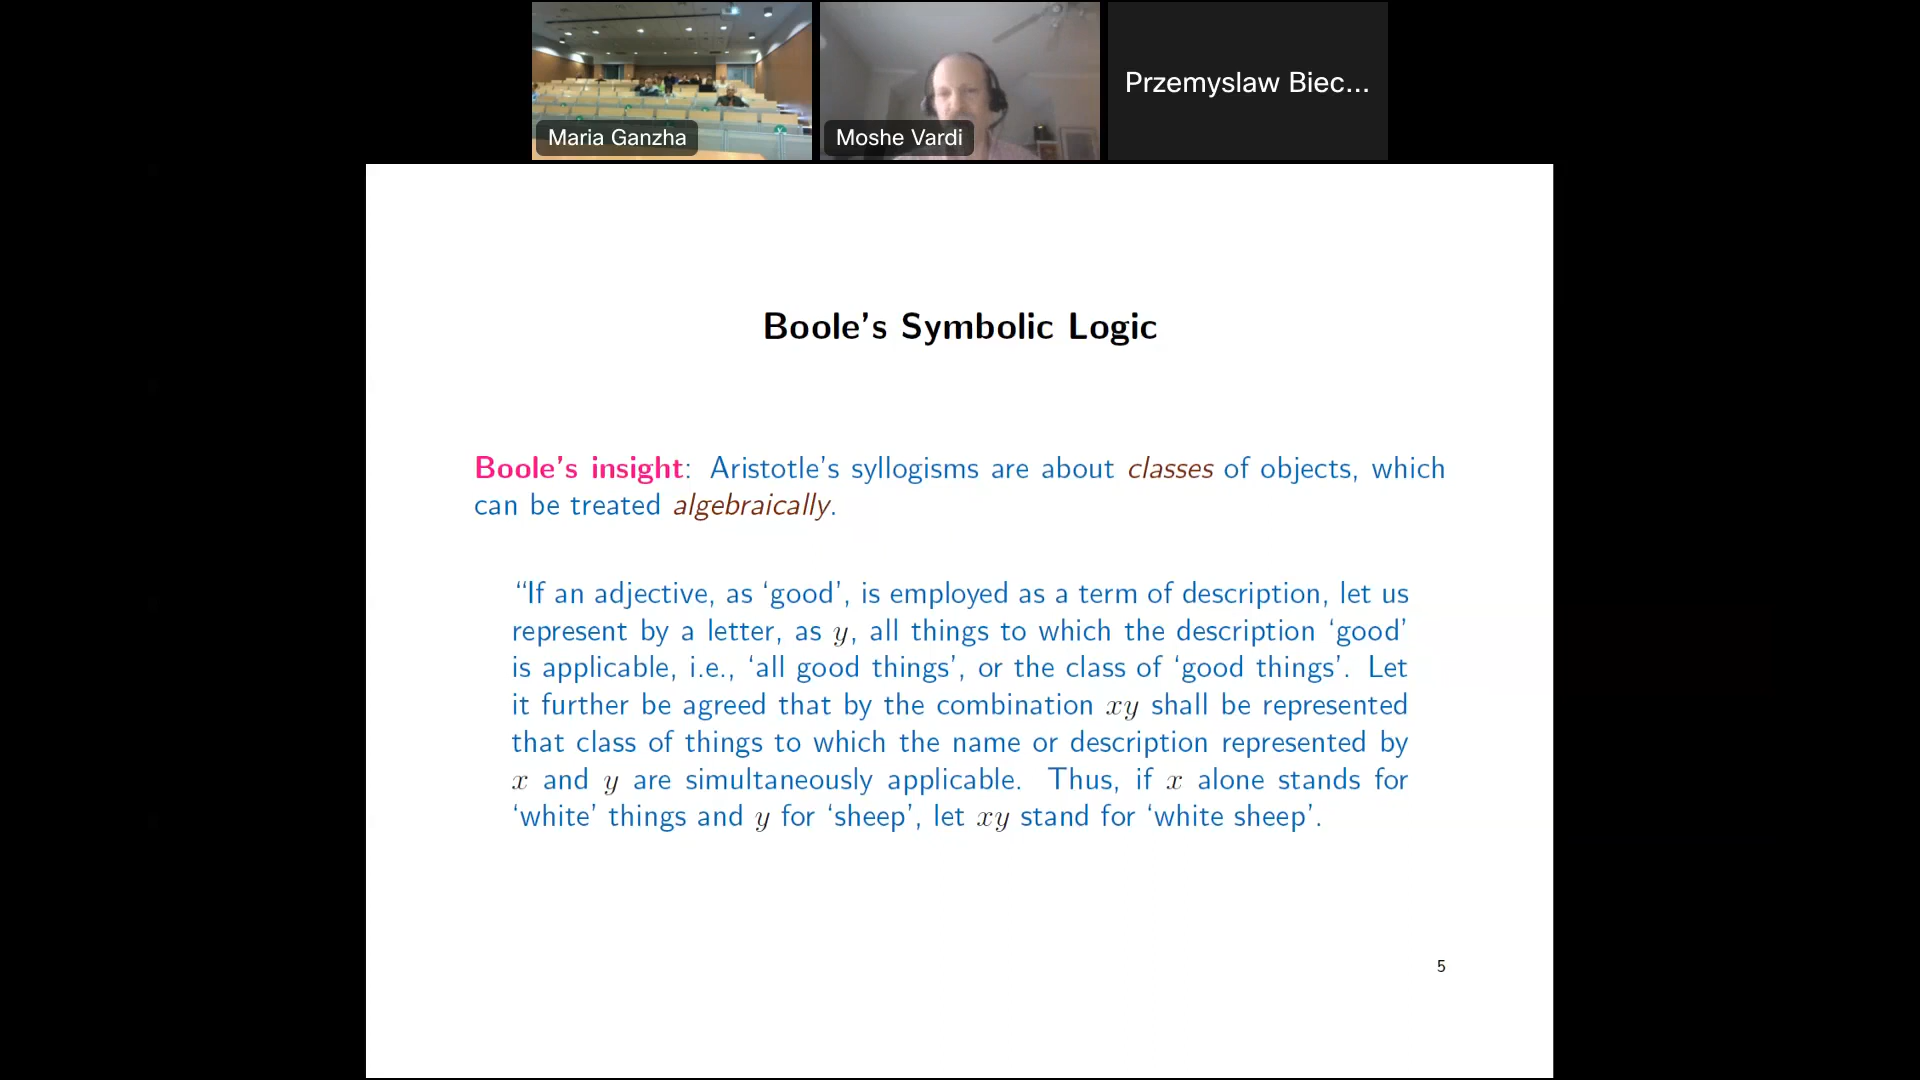 Maria Ganzha
Moshe Vardi
Przemyslaw Biec...
Boole's Symbolic Logic
Boole's insight: Aristotle's syllogisms are about classes of objects, which
can be treated algebraically.
“If an adjective, as ‘good’, is employed as a term of description, let us
represent by a letter, as y, all things to which the description ‘good’
is applicable, i.e., ‘all good things’, or the class of ‘good things’. Let
it further be agreed that by the combination xy shall be represented
that class of things to which the name or description represented by
x and y are simultaneously applicable. Thus, if x alone stands for
‘white’ things and y for ‘sheep’, let xy stand for ‘white sheep’.
5